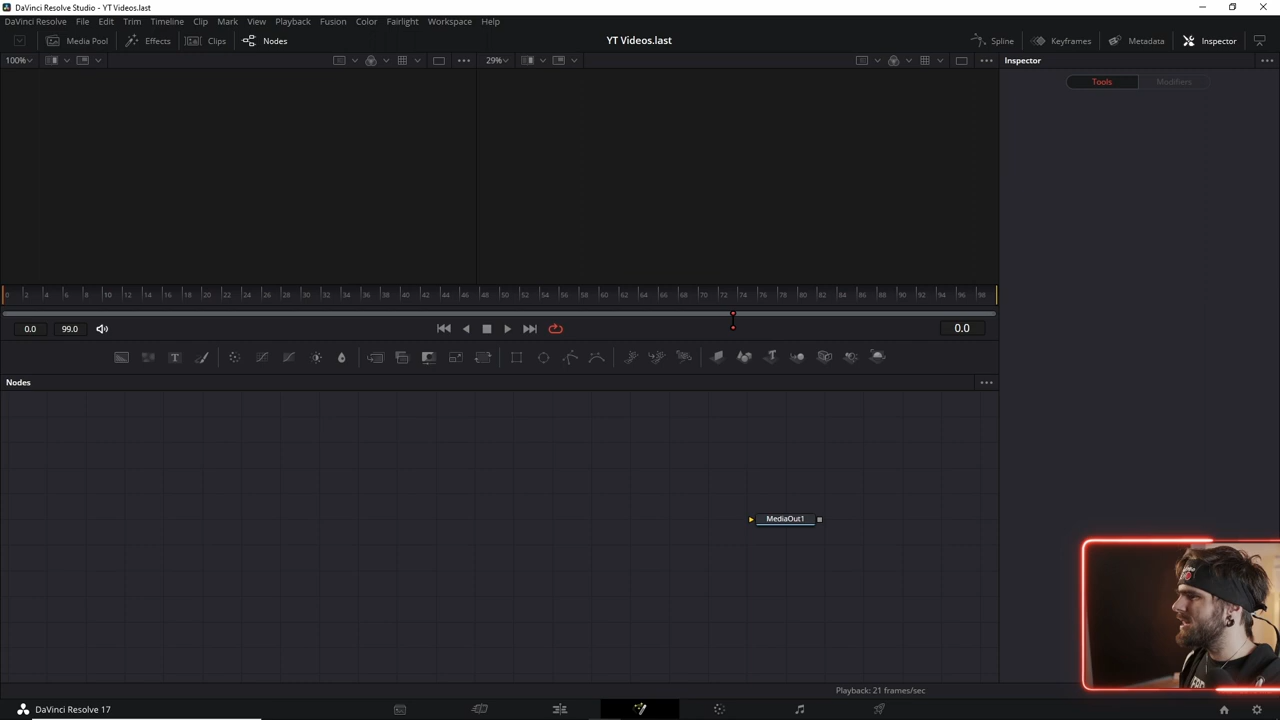 DaVinci Resolve Studio - YT Videos.last
DaVinci Resolve File Edit Trim Timeline Clip Mark View Playback Fusion Color Fairlight Workspace Help
Media Pool Effects Clips Nodes YT Videos.last Spline Keyframes Metadata Inspector
100% 29% Inspector
Tools Modifiers
0 2 4 6 8 10 12 14 16 18 20 22 24 26 28 30 32 34 36 38 40 42 44 46 48 50 52 54 56 58 60 62 64 66 68 70 72 74 76 78 80 82 84 86 88 90 92 94 96 98
0.0 99.0 0.0
Nodes
MediaOut1
Playback: 21 frames/sec
DaVinci Resolve 17